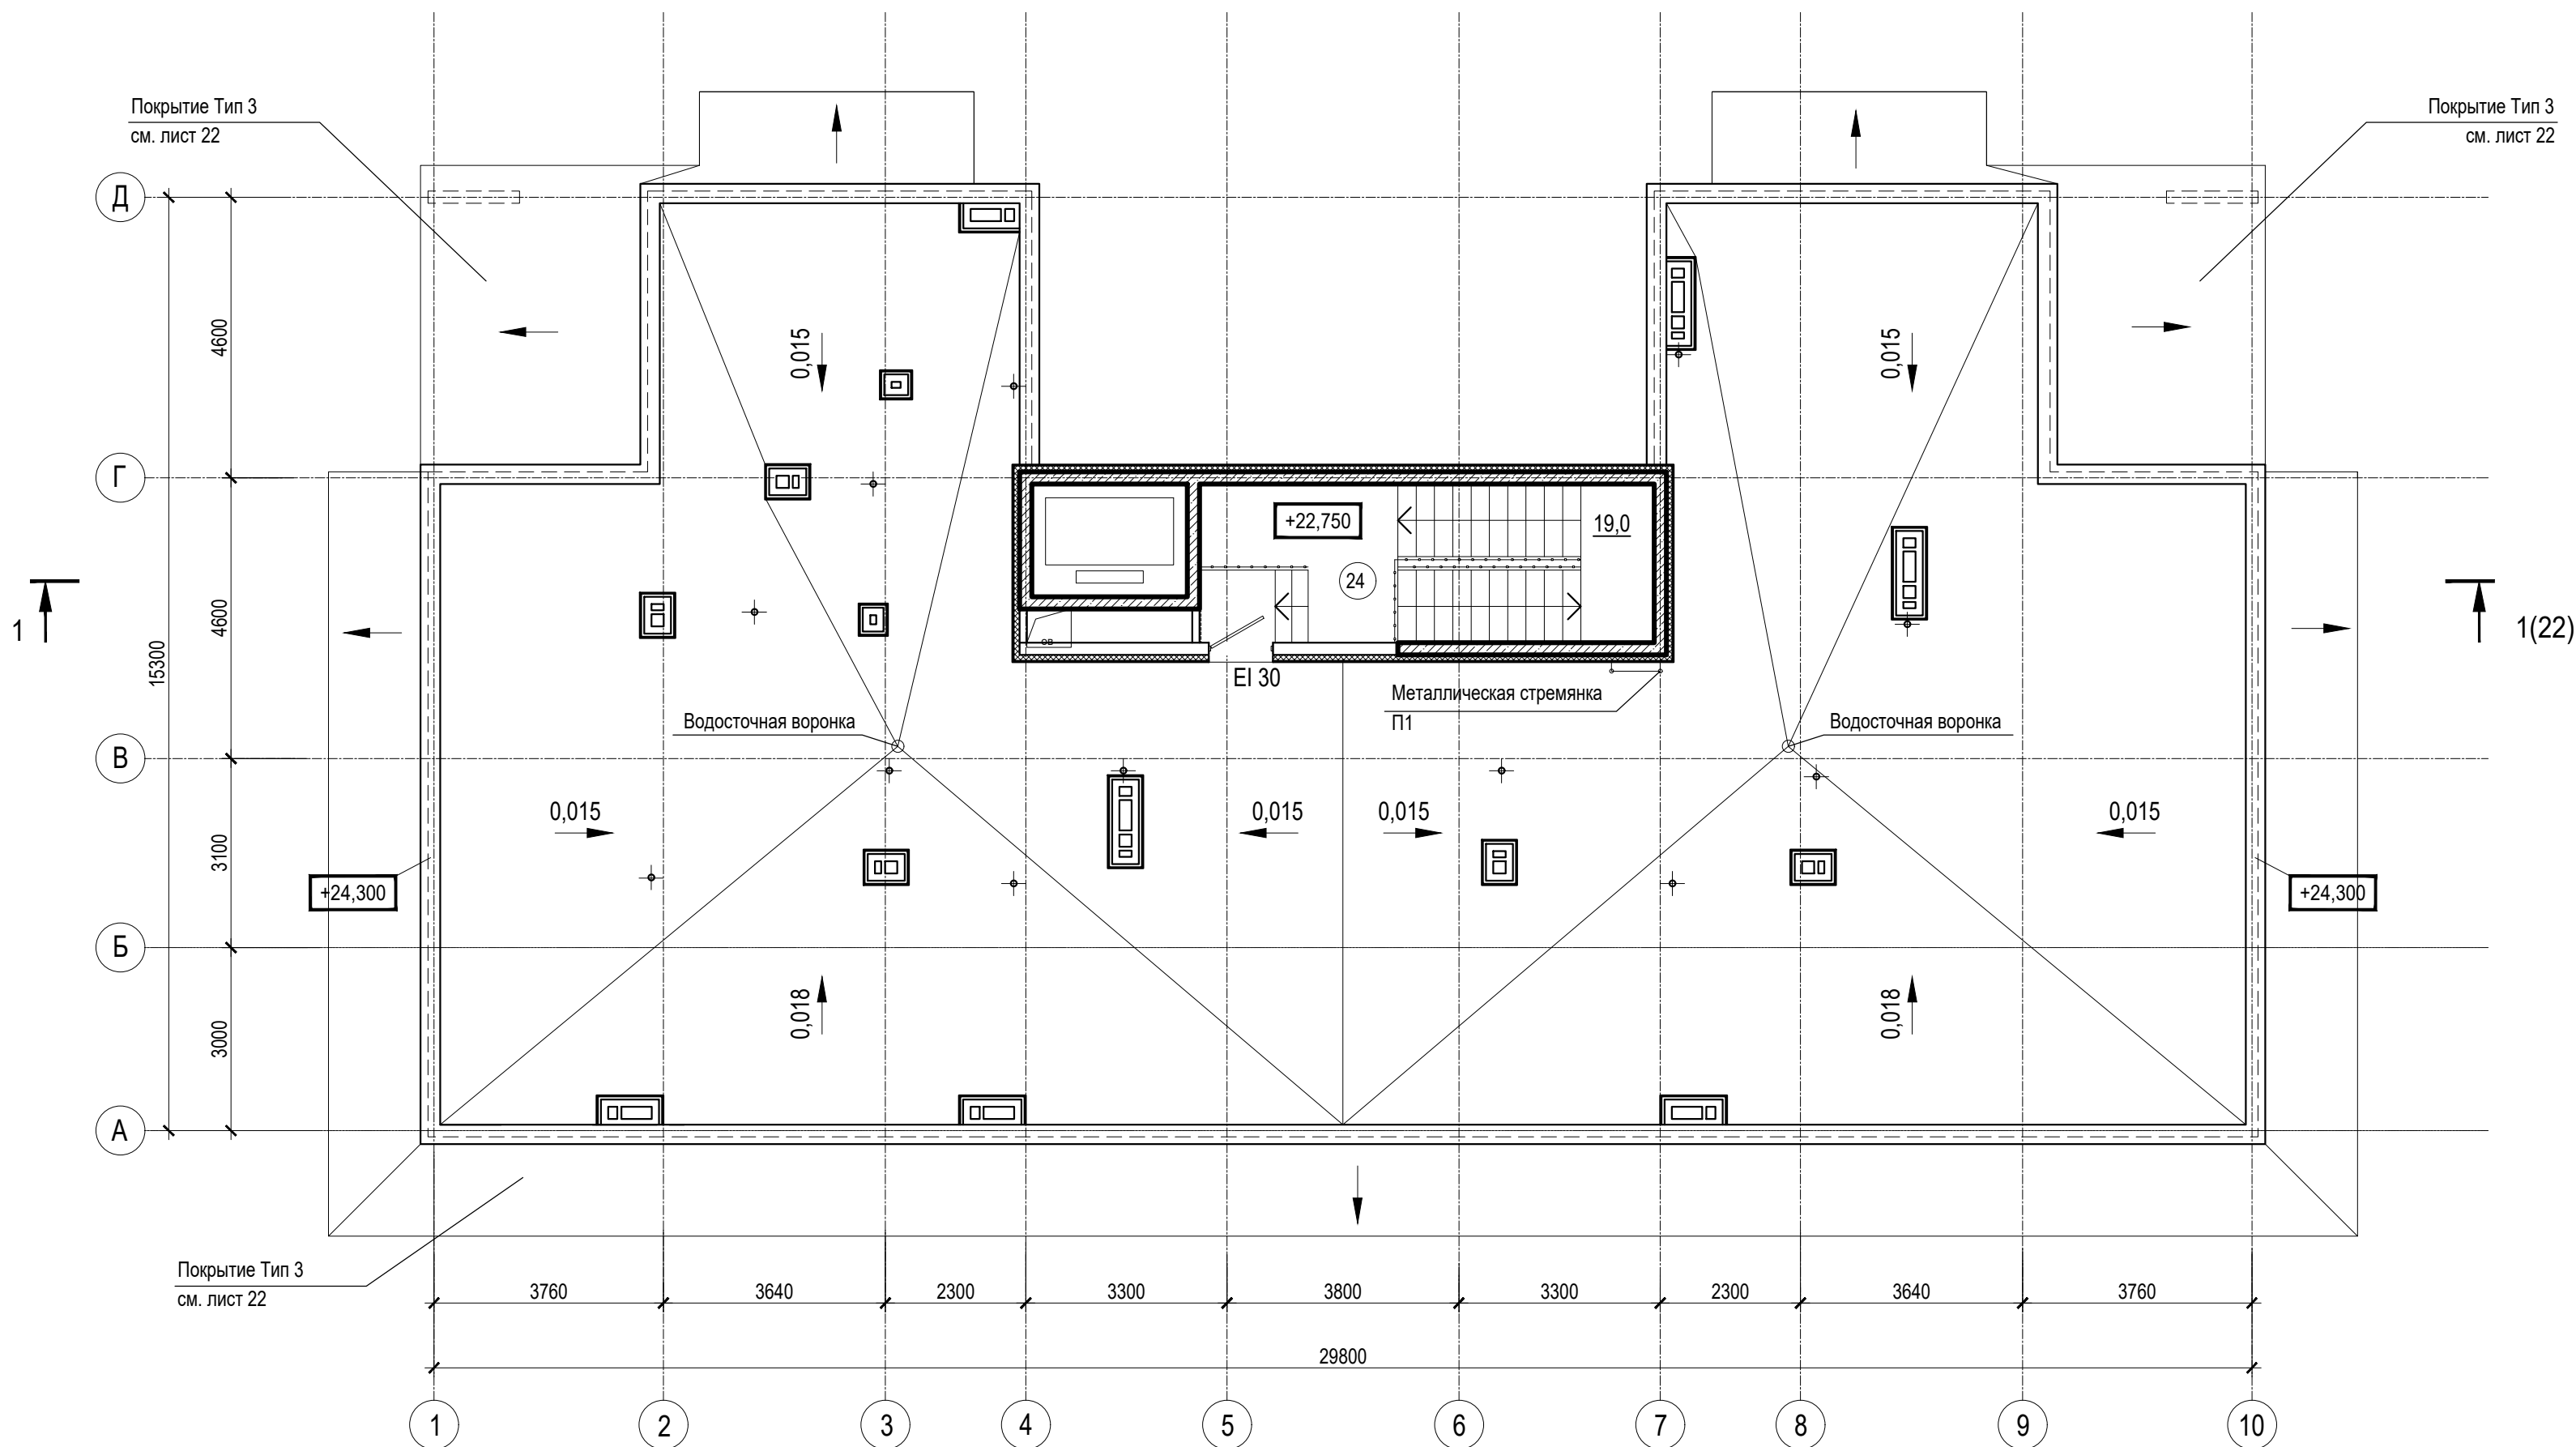 Покрытие Тип 3
см. лист 22
Покрытие Тип 3
см. лист 22
Д
Г
В
Б
А
4600
4600
3100
3000
15300
0,015
0,015
+22,750
19,0
24
ОВ
EI 30
1
1(22)
Металлическая стремянка
П1
Водосточная воронка
Водосточная воронка
0,015
0,015
0,015
0,015
+24,300
+24,300
0,018
0,018
Покрытие Тип 3
см. лист 22
3760
3640
2300
3300
3800
3300
2300
3640
3760
29800
1
2
3
4
5
6
7
8
9
10